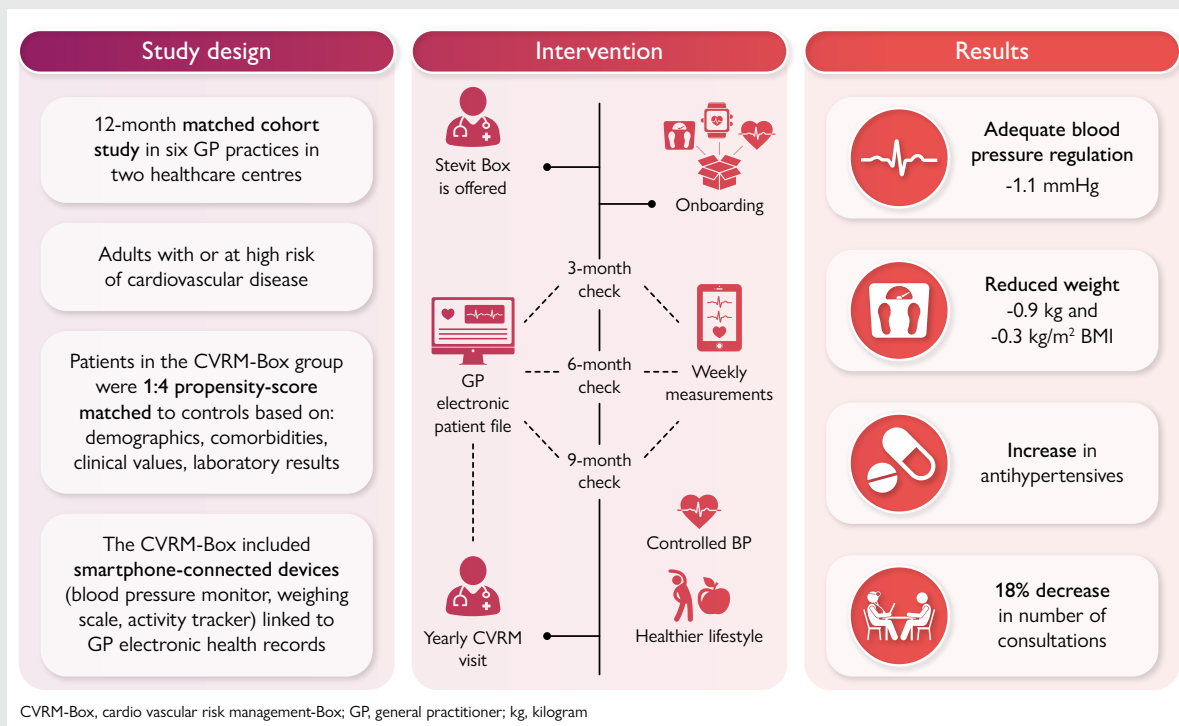 Study design
12-month matched cohort
study in six GP practices in
two healthcare centres
Adults with or at high risk
of cardiovascular disease
Patients in the CVRM-Box group
were 1:4 propensity-score
matched to controls based on:
demographics, comorbidities,
clinical values, laboratory results
The CVRM-Box included
smartphone-connected devices
(blood pressure monitor, weighing
scale, activity tracker) linked to
GP electronic health records
Intervention
Stevit Box
is offered
Onboarding
3-month
check
GP
electronic
patient file
6-month
check
Weekly
measurements
9-month
check
Controlled BP
Yearly CVRM
visit
Healthier lifestyle
Results
Adequate blood
pressure regulation
-1.1 mmHg
Reduced weight
-0.9 kg and
-0.3 kg/m² BMI
Increase in
antihypertensives
18% decrease
in number of
consultations
CVRM-Box, cardio vascular risk management-Box; GP, general practitioner; kg, kilogram